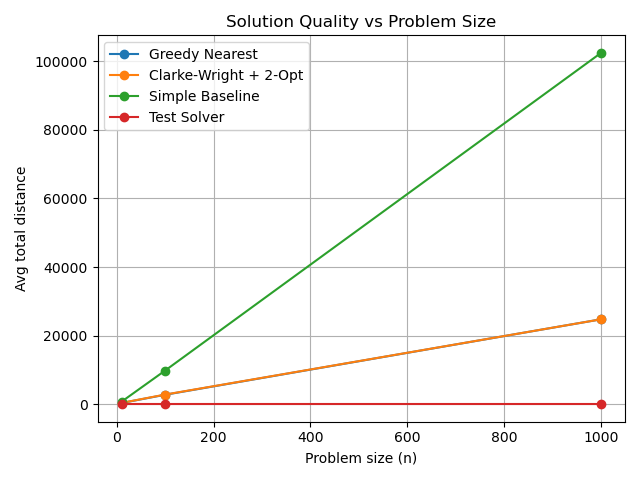 Solution Quality vs Problem Size
Greedy Nearest
Clarke-Wright + 2-Opt
Simple Baseline
Test Solver
Avg total distance
100000
80000
60000
40000
20000
0
0 200 400 600 800 1000
Problem size (n)